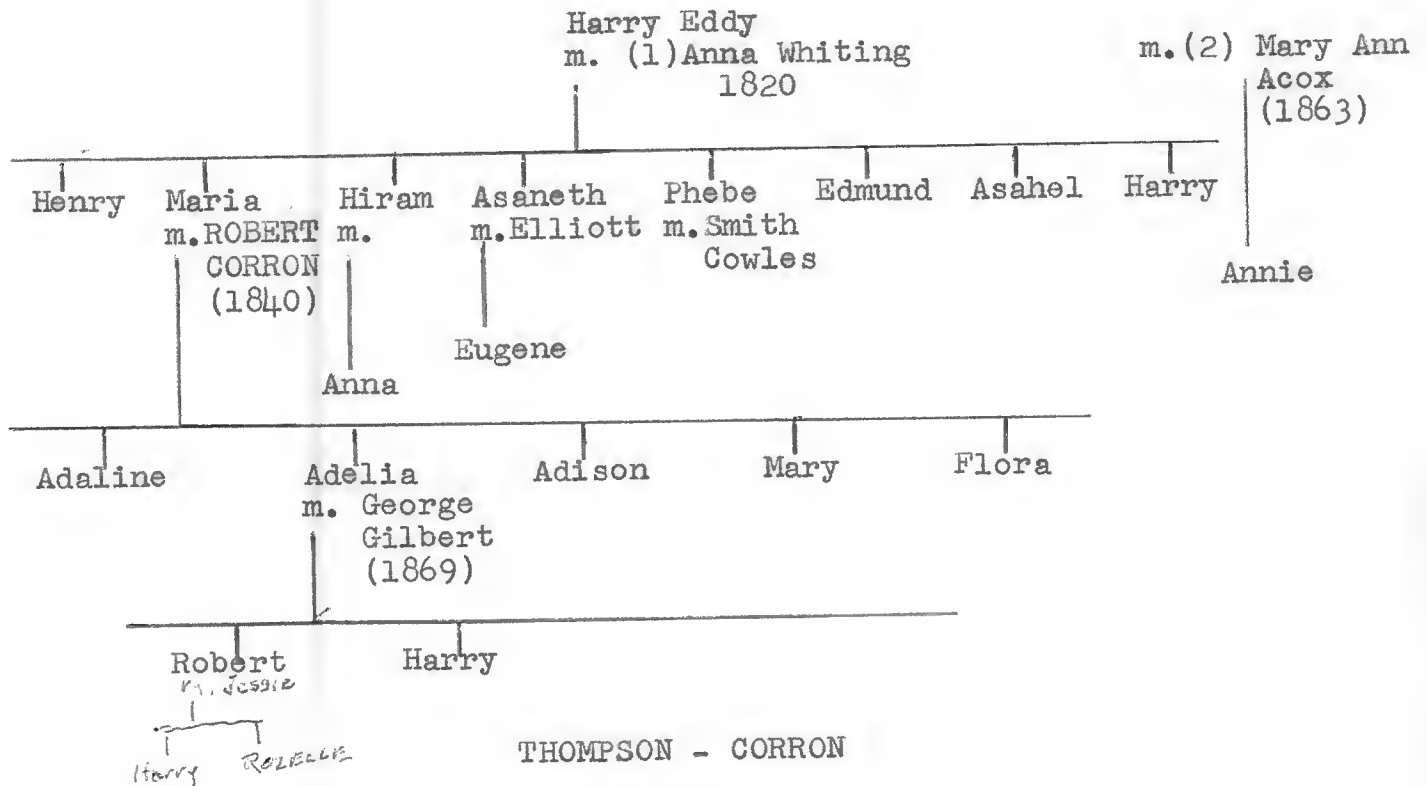 Harry Eddy
m. (1)Anna Whiting
1820
m.(2) Mary Ann
Acox
(1863)
Henry Maria Hiram Asaneth Phebe Edmund Asahel Harry
m.ROBERT m. m.Elliott m.Smith
CORRON Cowles
(1840)
Annie
Eugene
Anna
Adaline Adelia Adison Mary Flora
m. George
Gilbert
(1869)
Robert Harry
m. Jessie
Harry ROZELLE
THOMPSON - CORRON